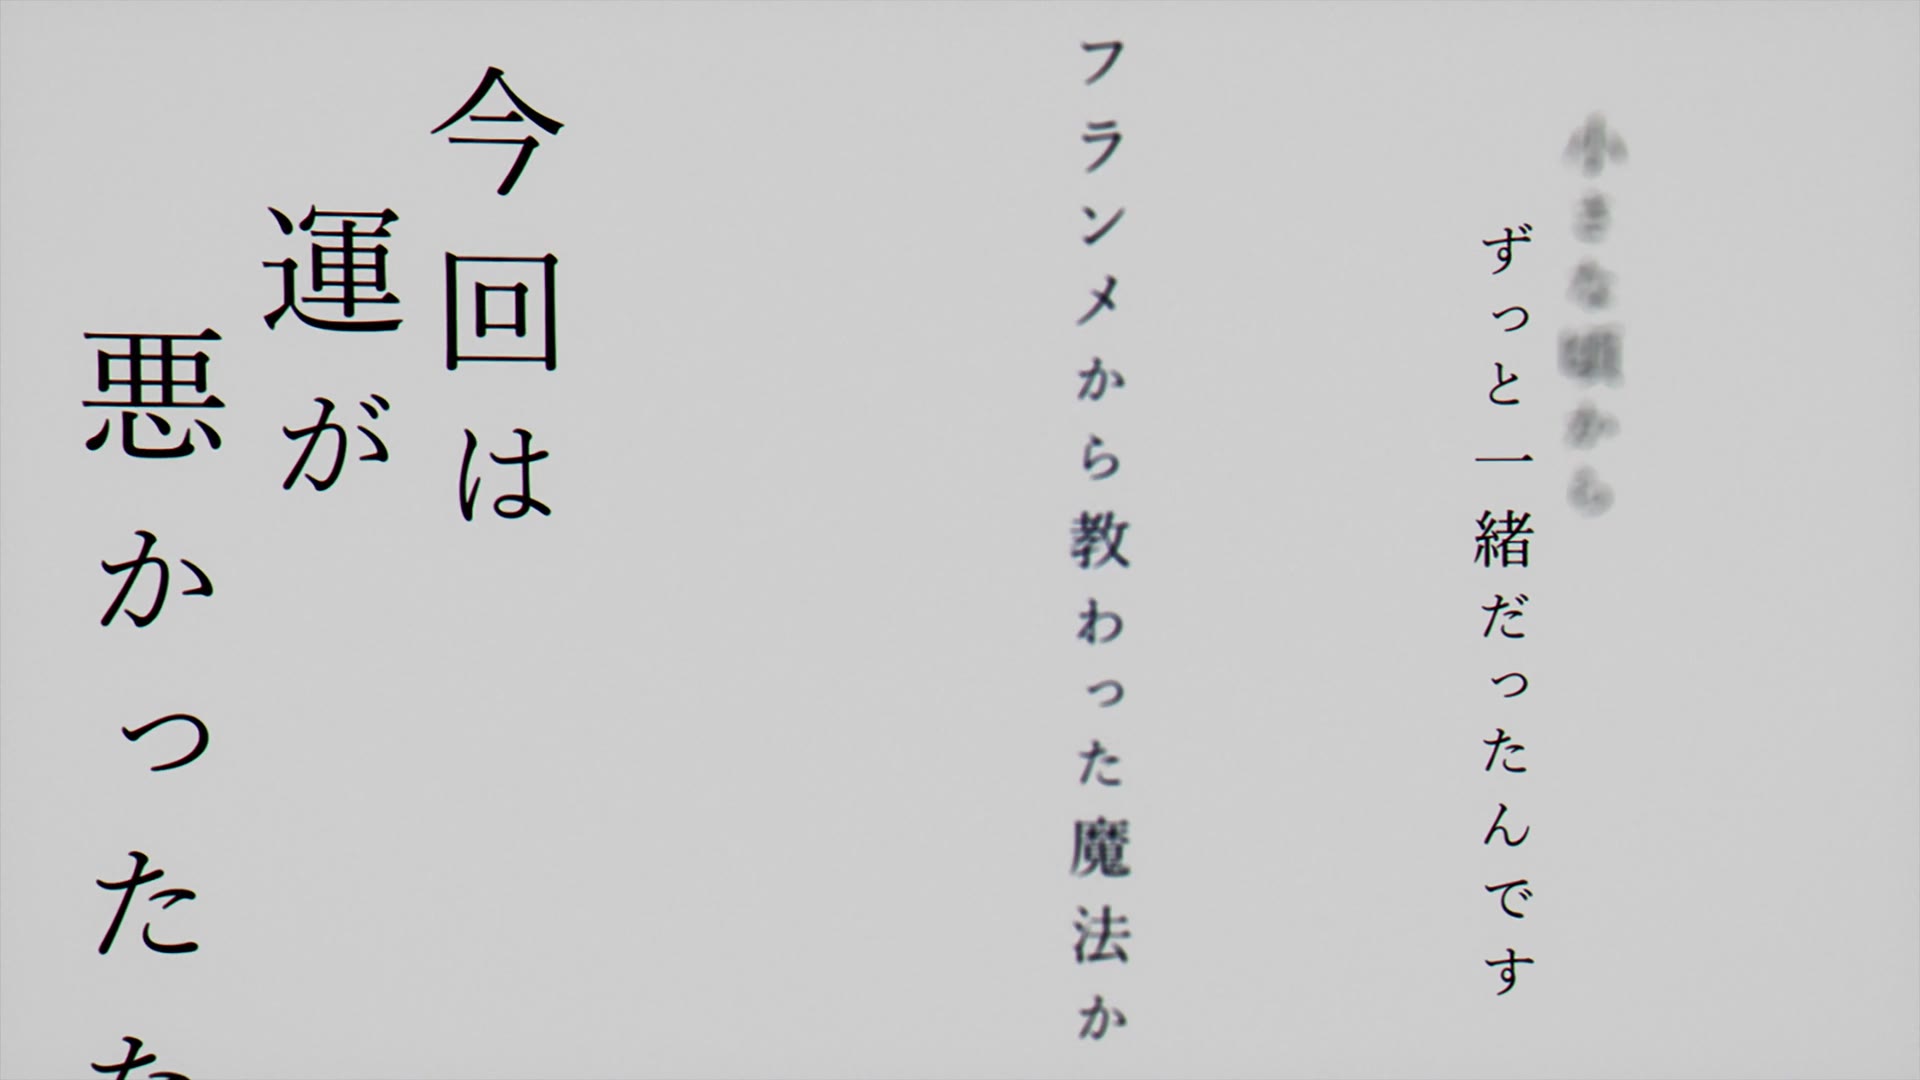 小さな頃から
ずっと一緒だったんです
フランメから教わった魔法か
今回は
運が
悪かったた